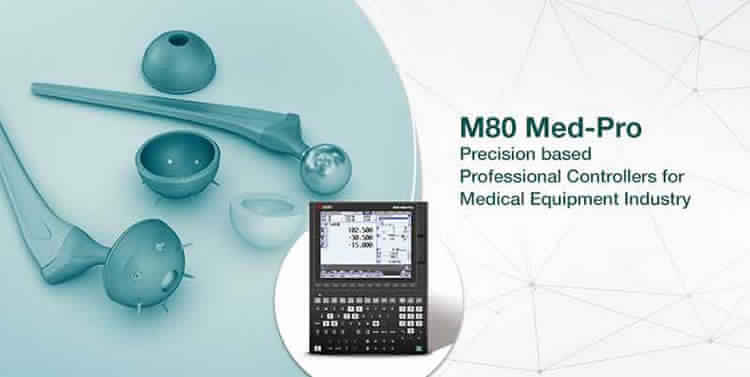 M80 Med-Pro
Precision based
Professional Controllers for
Medical Equipment Industry
102.500
-30.500
-15.000